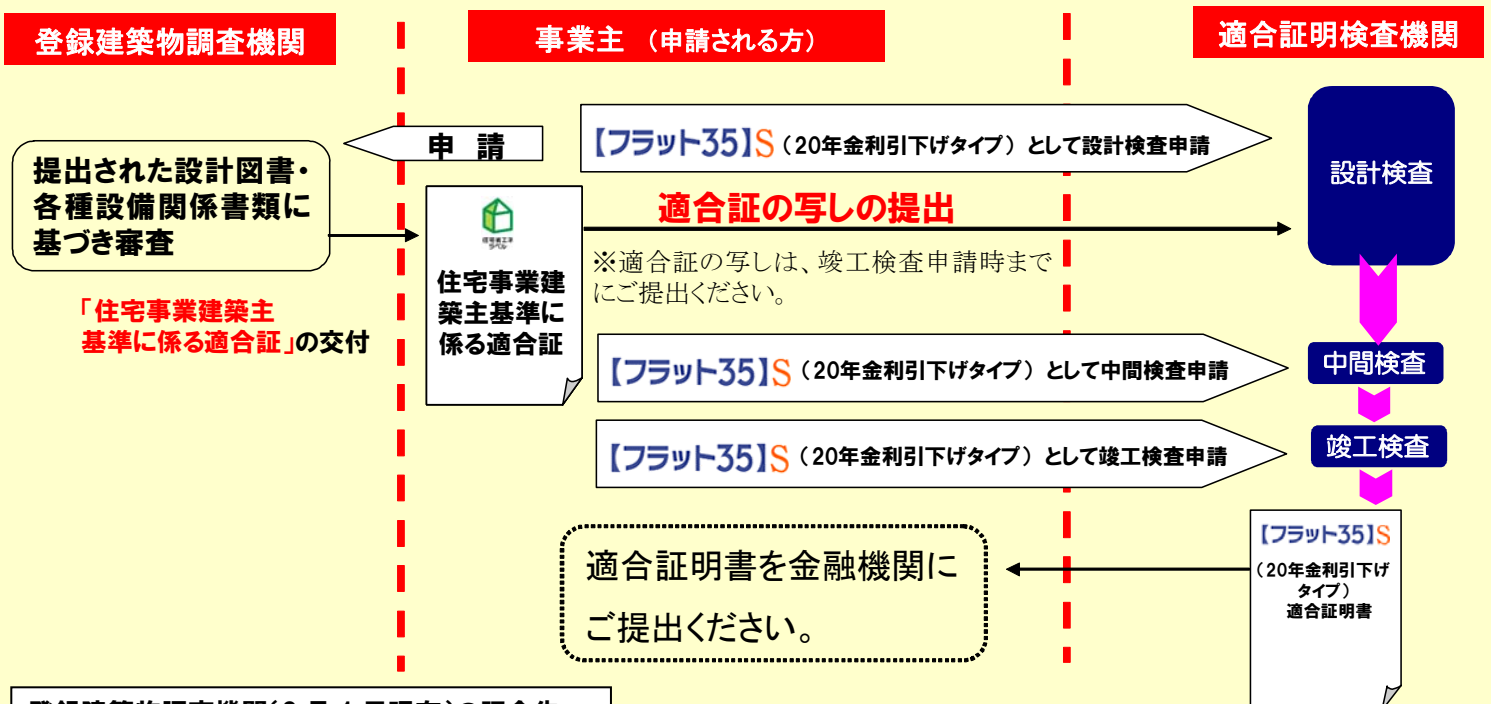 登録建築物調査機関
事業主 （申請される方）
適合証明検査機関
申 請
【フラット35】S（20年金利引下げタイプ） として設計検査申請
設計検査
提出された設計図書・
各種設備関係書類に
基づき審査
適合証の写しの提出
※適合証の写しは、竣工検査申請時まで
にご提出ください。
住宅省エネ
ラベル
住宅事業建
築主基準に
係る適合証
「住宅事業建築主
基準に係る適合証」の交付
【フラット35】S（20年金利引下げタイプ） として中間検査申請
中間検査
【フラット35】S（20年金利引下げタイプ） として竣工検査申請
竣工検査
【フラット35】S
（20年金利引下げ
タイプ）
適合証明書
適合証明書を金融機関に
ご提出ください。